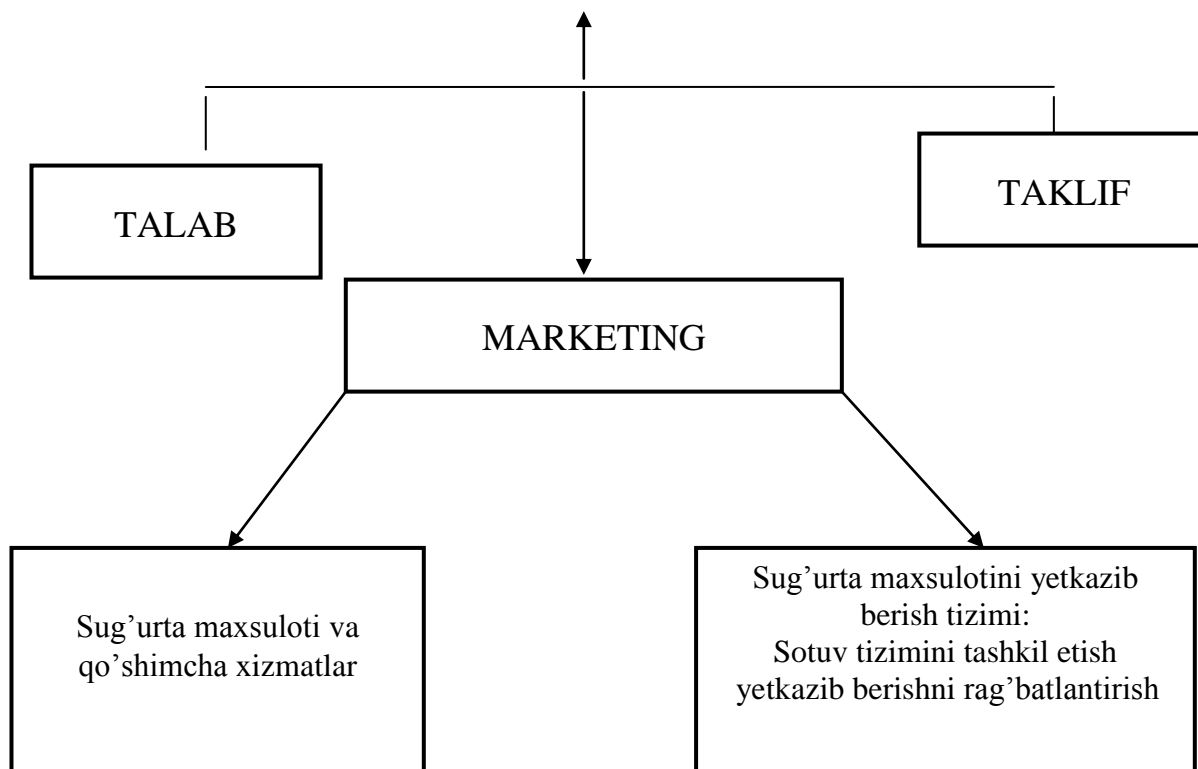 TALAB
TAKLIF
MARKETING
Sug’urta maxsuloti va
qo’shimcha xizmatlar
Sug’urta maxsulotini yetkazib
berish tizimi:
Sotuv tizimini tashkil etish
yetkazib berishni rag’batlantirish